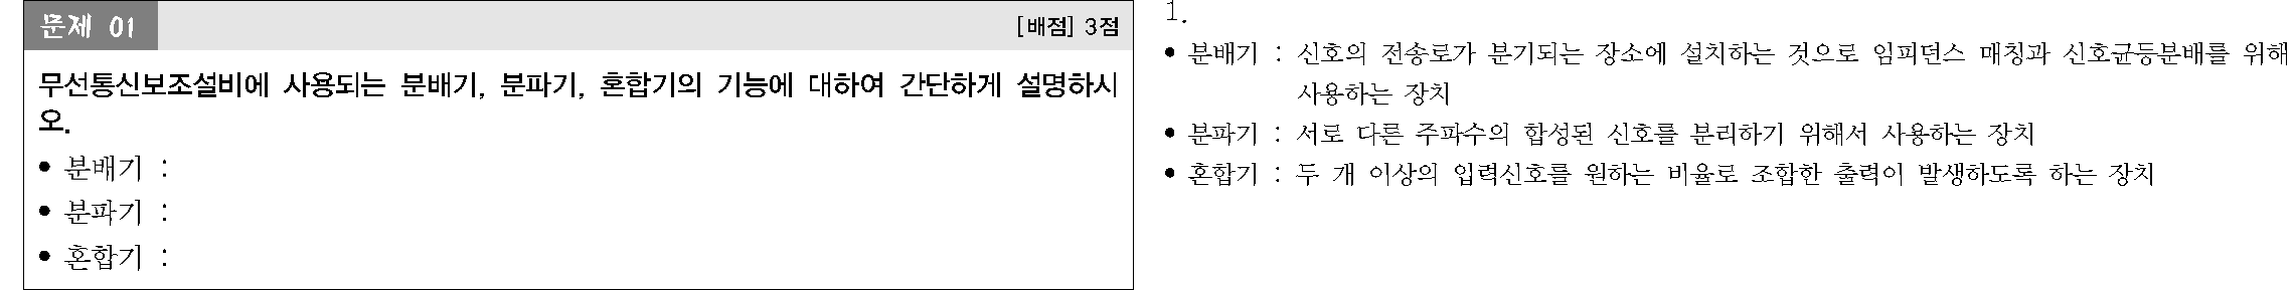 문제 01 [배점] 3점
무선통신보조설비에 사용되는 분배기, 분파기, 혼합기의 기능에 대하여 간단하게 설명하시
오.
• 분배기 :
• 분파기 :
• 혼합기 :
1.
• 분배기 : 신호의 전송로가 분기되는 장소에 설치하는 것으로 임피던스 매칭과 신호균등분배를 위해
사용하는 장치
• 분파기 : 서로 다른 주파수의 합성된 신호를 분리하기 위해서 사용하는 장치
• 혼합기 : 두 개 이상의 입력신호를 원하는 비율로 조합한 출력이 발생하도록 하는 장치